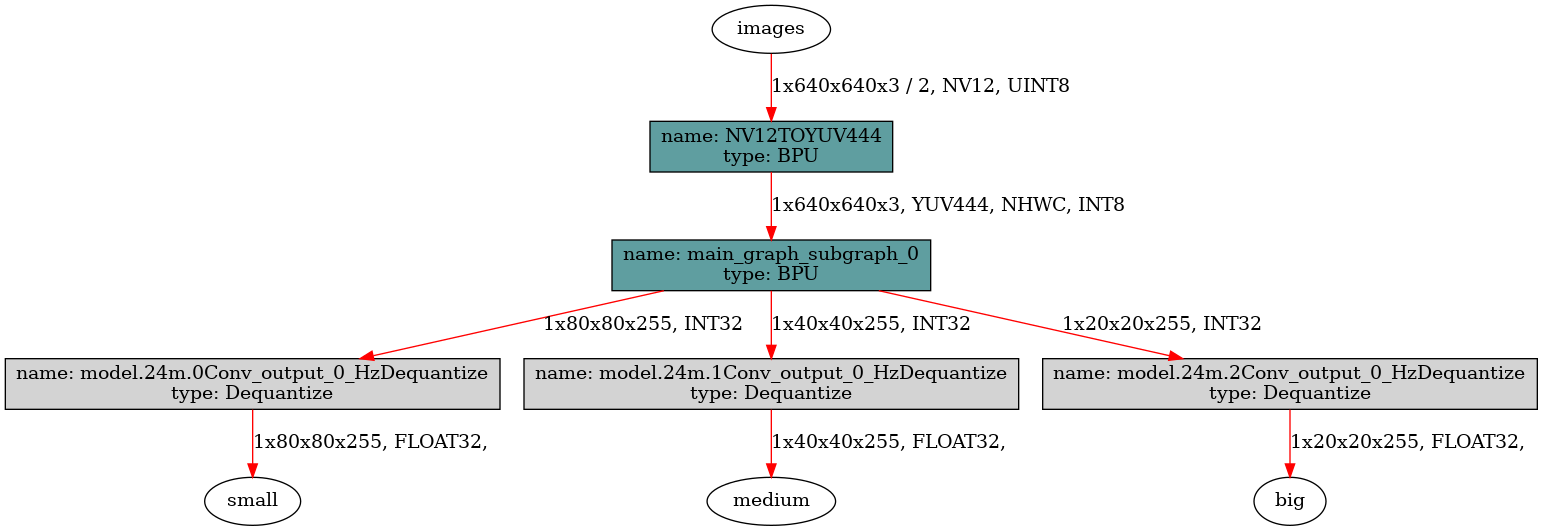 images
1x640x640x3 / 2, NV12, UINT8
name: NV12TOYUV444
type: BPU
1x640x640x3, YUV444, NHWC, INT8
name: main_graph_subgraph_0
type: BPU
1x80x80x255, INT32
1x40x40x255, INT32
1x20x20x255, INT32
name: model.24m.0Conv_output_0_HzDequantize
type: Dequantize
name: model.24m.1Conv_output_0_HzDequantize
type: Dequantize
name: model.24m.2Conv_output_0_HzDequantize
type: Dequantize
1x80x80x255, FLOAT32,
1x40x40x255, FLOAT32,
1x20x20x255, FLOAT32,
small
medium
big